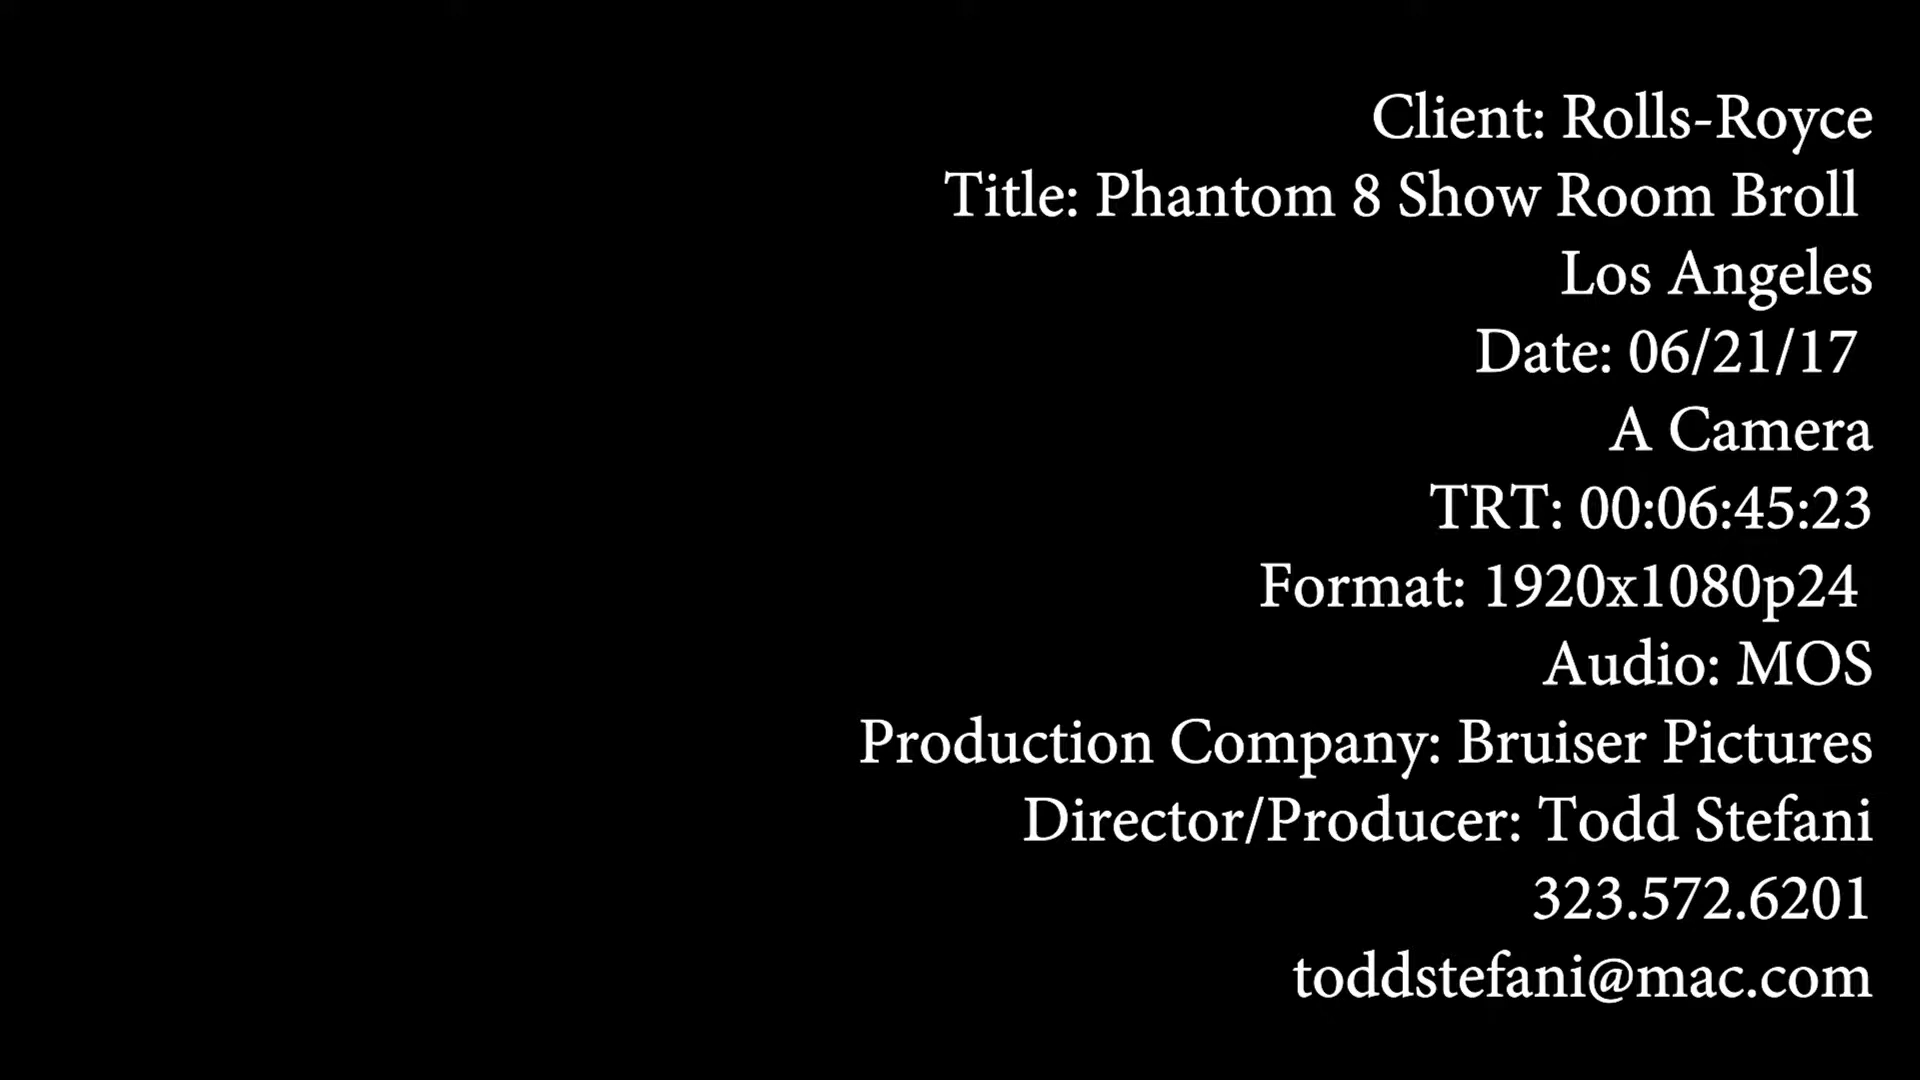 Client: Rolls-Royce
Title: Phantom 8 Show Room Broll
Los Angeles
Date: 06/21/17
A Camera
TRT: 00:06:45:23
Format: 1920x1080p24
Audio: MOS
Production Company: Bruiser Pictures
Director/Producer: Todd Stefani
323.572.6201
toddstefani@mac.com